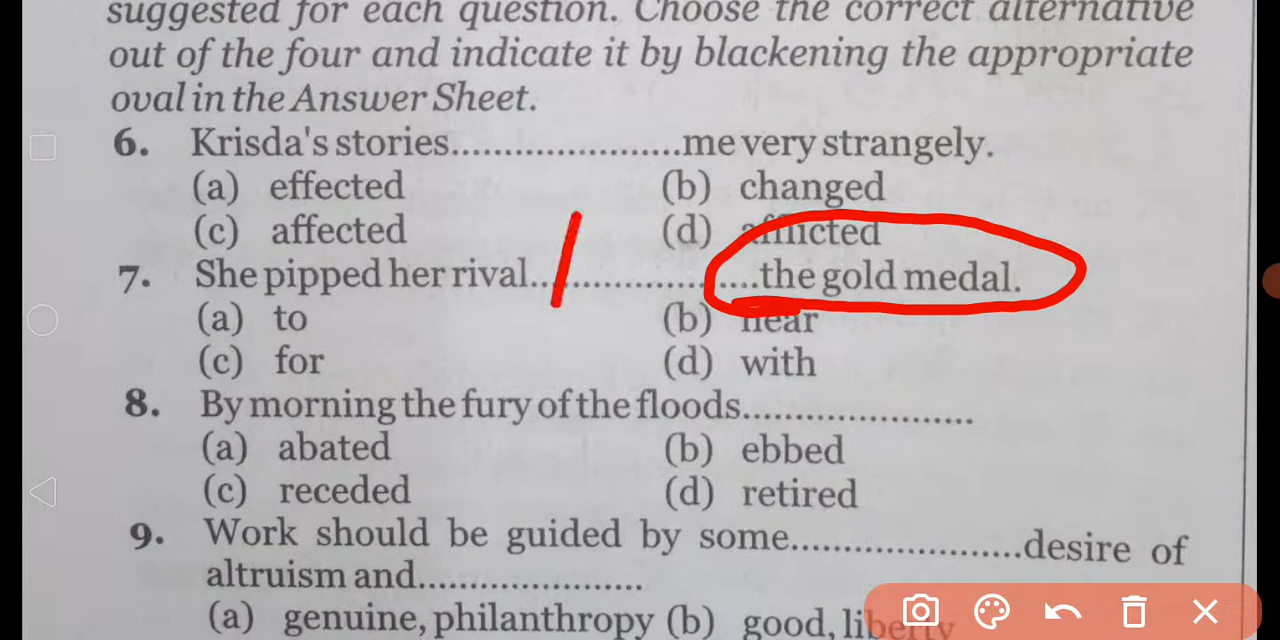 suggested for each question. Choose the correct alternative
out of the four and indicate it by blackening the appropriate
oval in the Answer Sheet.
6. Krisda's stories......................me very strangely.
(a) effected (b) changed
(c) affected (d) afflicted
7. She pipped her rival......................the gold medal.
(a) to (b) near
(c) for (d) with
8. By morning the fury of the floods......................
(a) abated (b) ebbed
(c) receded (d) retired
9. Work should be guided by some......................desire of
altruism and......................
(a) genuine, philanthropy (b) good, liberty